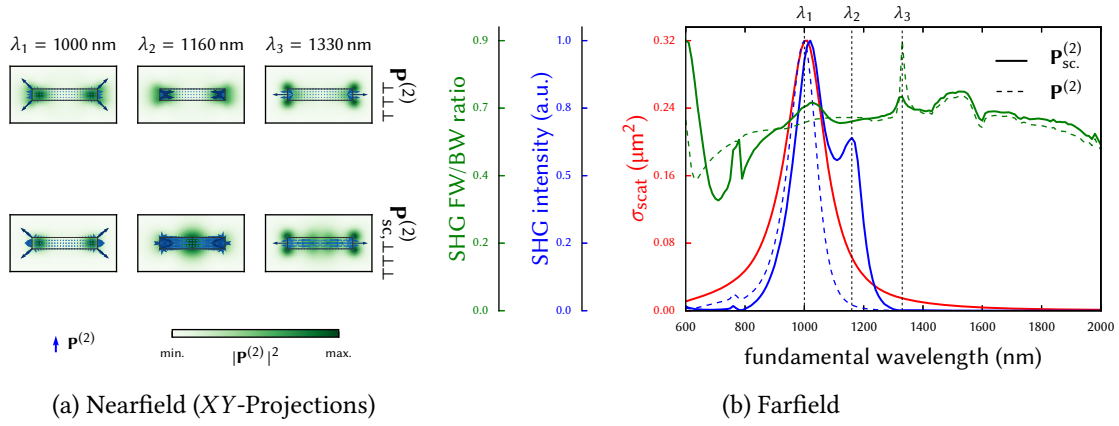 λ1 = 1000 nm
λ2 = 1160 nm
λ3 = 1330 nm
P(2)
⊥⊥⊥
P(2)
sc,⊥⊥⊥
P(2)
min.
|P(2)|2
max.
(a) Nearfield (XY-Projections)
SHG FW/BW ratio
0.9
0.7
0.4
0.2
0.0
SHG intensity (a.u.)
1.0
0.8
0.5
0.2
0.0
σscat (μm2)
0.32
0.24
0.16
0.08
0.00
λ1
λ2
λ3
P(2)sc.
P(2)
600
800
1000
1200
1400
1600
1800
2000
fundamental wavelength (nm)
(b) Farfield